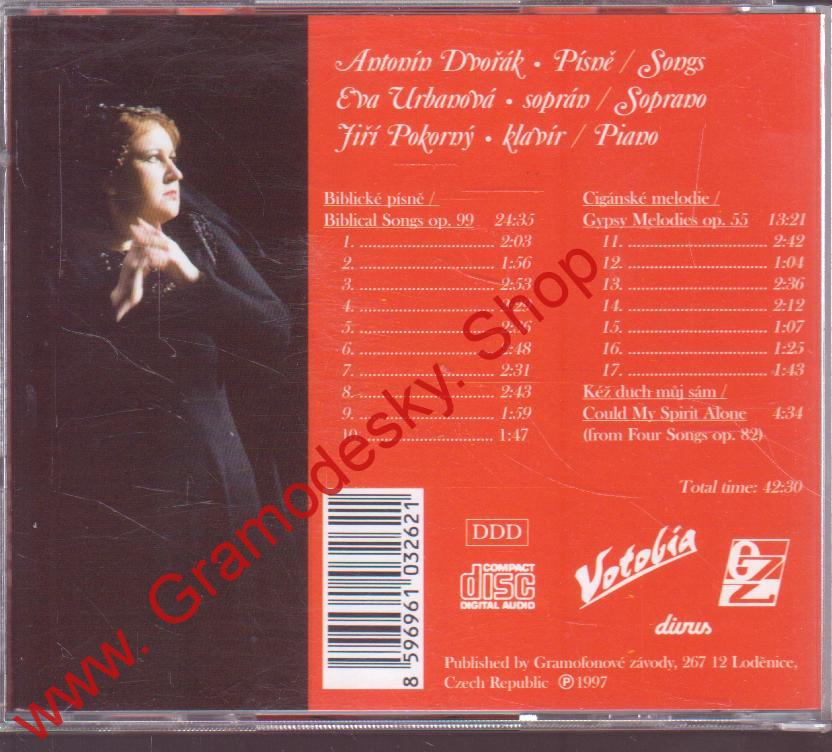 Antonín Dvořák • Písně / Songs
Eva Urbanová • soprán / Soprano
Jiří Pokorný • klavír / Piano
Biblické písně /
Biblical Songs op. 99 24:35
1. 2:03
2. 1:56
3. 2:53
4.
5.
6. :48
7. 2:31
8. 2:43
9. 1:59
10. 1:47
Cigánské melodie /
Gypsy Melodies op. 55 13:21
11. 2:42
12. 1:04
13. 2:36
14. 2:12
15. 1:07
16. 1:25
17. 1:43
Kéž duch můj sám /
Could My Spirit Alone 4:34
(from Four Songs op. 82)
Total time: 42:30
DDD
COMPACT
disc
DIGITAL AUDIO
Votobia
GZ
divus
8 596961 032621
Published by Gramofonové závody, 267 12 Loděnice,
Czech Republic Ⓟ 1997
www. Gramodesky. Shop